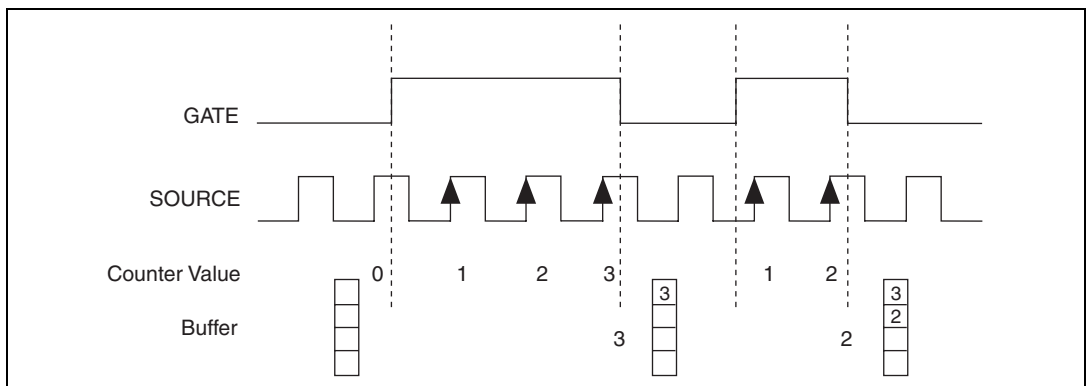 GATE
SOURCE
Counter Value 0 1 2 3 1 2
3 3
2
Buffer
3 2